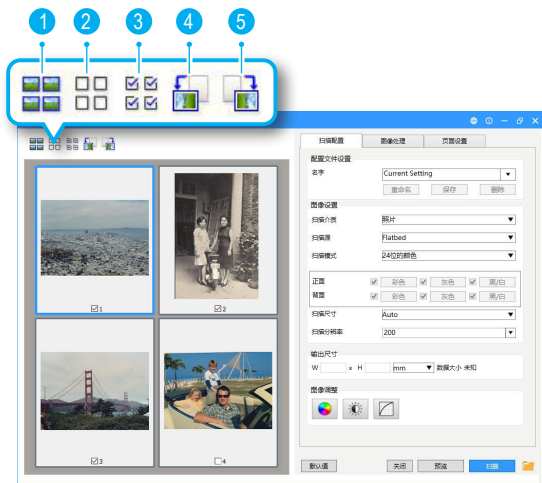 1 2 3 4 5
扫描配置 图像处理 页面设置
配置文件设置
名字 Current Setting
重命名 保存 删除
图像设置
扫描介质 照片
扫描源 Flatbed
扫描模式 24位的颜色
正面 彩色 灰色 黑/白
背面 彩色 灰色 黑/白
扫描尺寸 Auto
扫描分辨率 200
输出尺寸
W x H mm 数据大小 未知
图像调整
1
2
3
4
默认值 关闭 预览 扫描